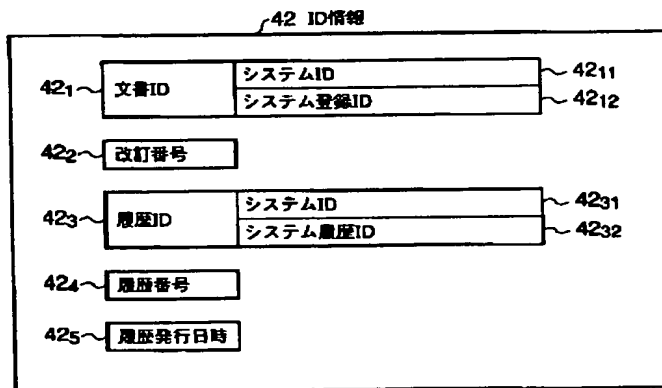 42 ID情報
42₁ 文書ID システムID 42₁₁
システム登録ID 42₁₂
42₂ 改訂番号
42₃ 履歴ID システムID 42₃₁
システム履歴ID 42₃₂
42₄ 履歴番号
42₅ 履歴発行日時